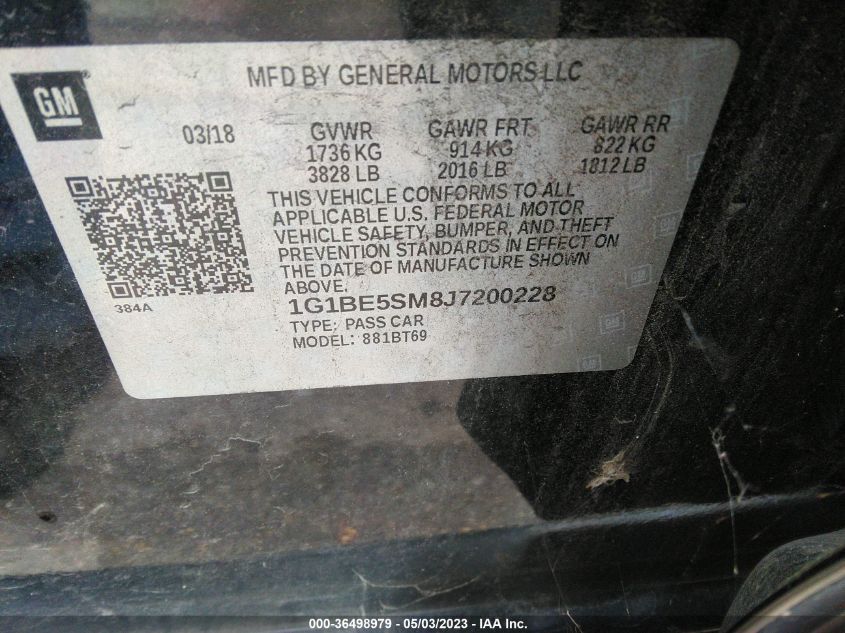 MFD BY GENERAL MOTORS LLC
GM
03/18 GVWR GAWR FRT GAWR RR
1736 KG 914 KG 822 KG
3828 LB 2016 LB 1812 LB
THIS VEHICLE CONFORMS TO ALL
APPLICABLE U.S. FEDERAL MOTOR
VEHICLE SAFETY, BUMPER, AND THEFT
PREVENTION STANDARDS IN EFFECT ON
THE DATE OF MANUFACTURE SHOWN
ABOVE.
384A
1G1BE5SM8J7200228
TYPE: PASS CAR
MODEL: 881BT69
000-36498979 — 05/03/2023 — IAA Inc.